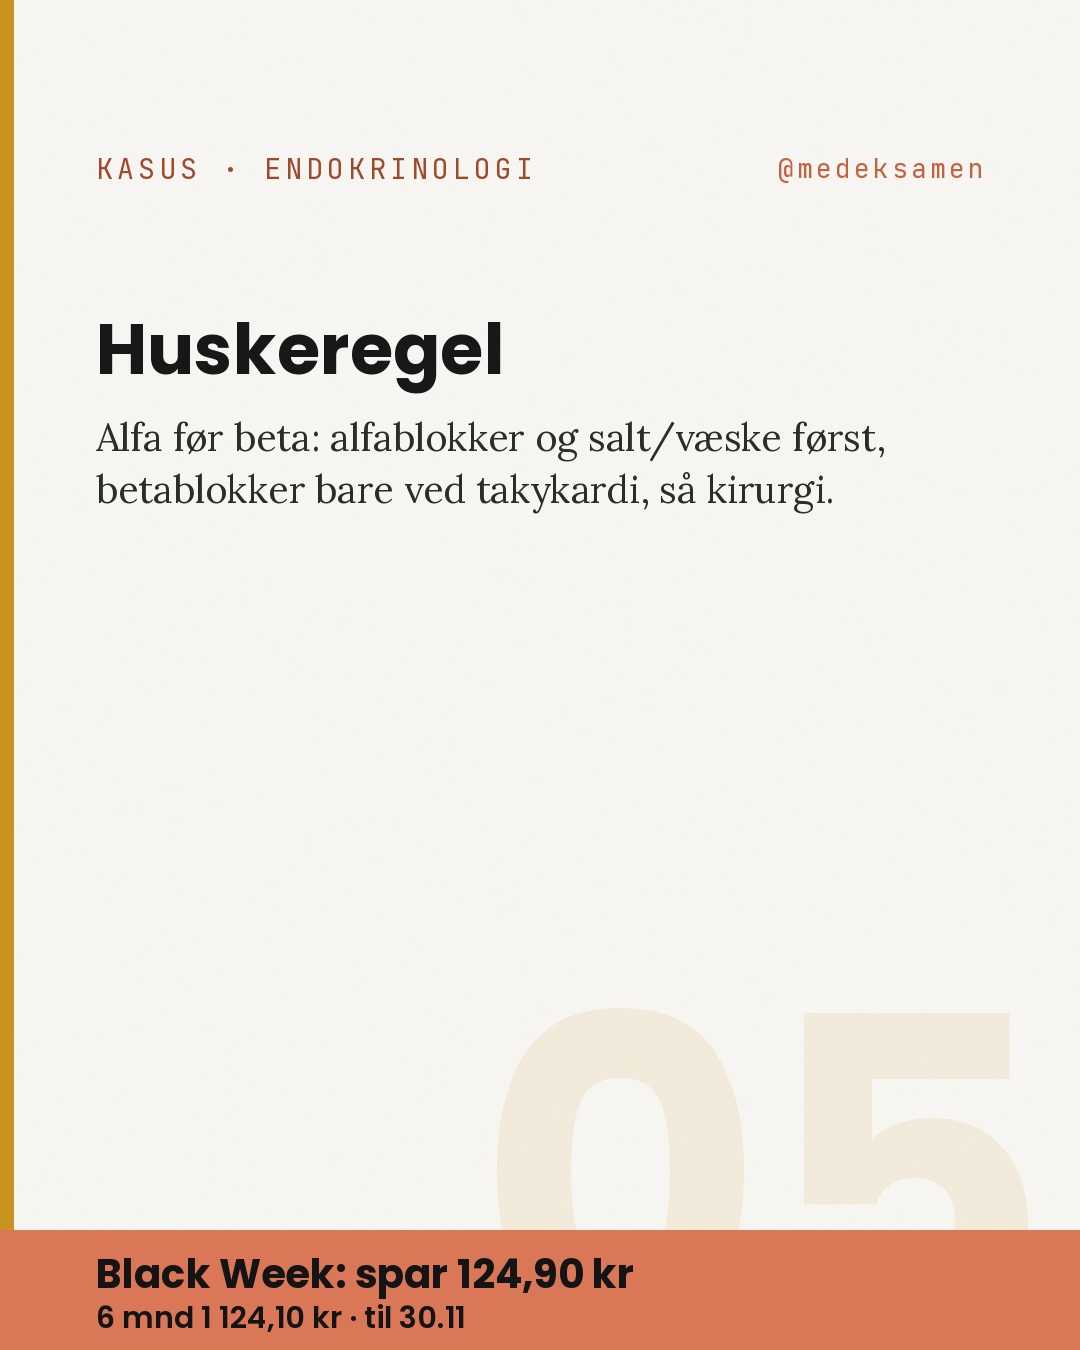 KASUS · ENDOKRINOLOGI
@medeksamen
Huskeregel
Alfa før beta: alfablokker og salt/væske først,
betablokker bare ved takykardi, så kirurgi.
05
Black Week: spar 124,90 kr
6 mnd 1 124,10 kr · til 30.11